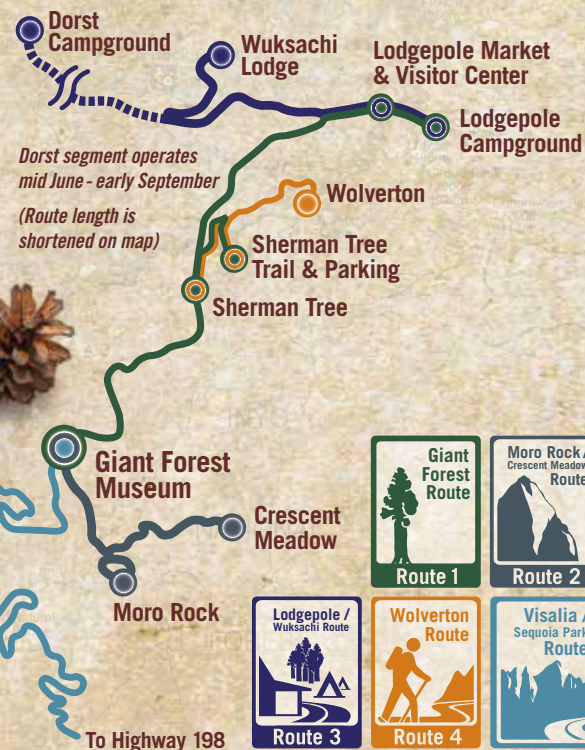 Dorst
Campground
Wuksachi
Lodge
Lodgepole Market
& Visitor Center
Lodgepole
Campground
Dorst segment operates
mid June - early September
(Route length is
shortened on map)
Wolverton
Sherman Tree
Trail & Parking
Sherman Tree
Giant Forest
Museum
Crescent
Meadow
Moro Rock
To Highway 198
Giant
Forest
Route
Route 1
Moro Rock /
Crescent Meadow
Route
Route 2
Lodgepole /
Wuksachi Route
Route 3
Wolverton
Route
Route 4
Visalia /
Sequoia Park
Route